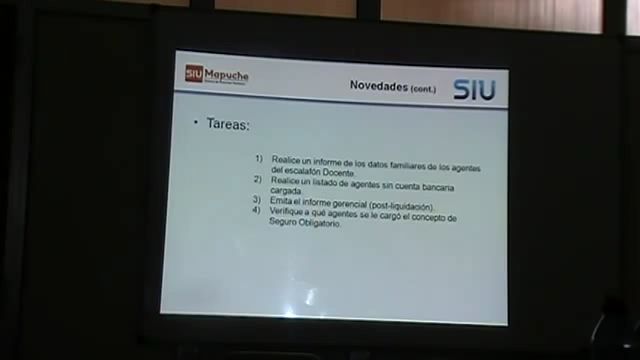 SIU Mapuche
Novedades (cont.)
SIU
• Tareas:
1) Realice un informe de los datos familiares de los agentes
del escalafón Docente.
2) Realice un listado de agentes sin cuenta bancaria
cargada.
3) Emita el informe gerencial (post-liquidación).
4) Verifique a qué agentes se le cargó el concepto de
Seguro Obligatorio.